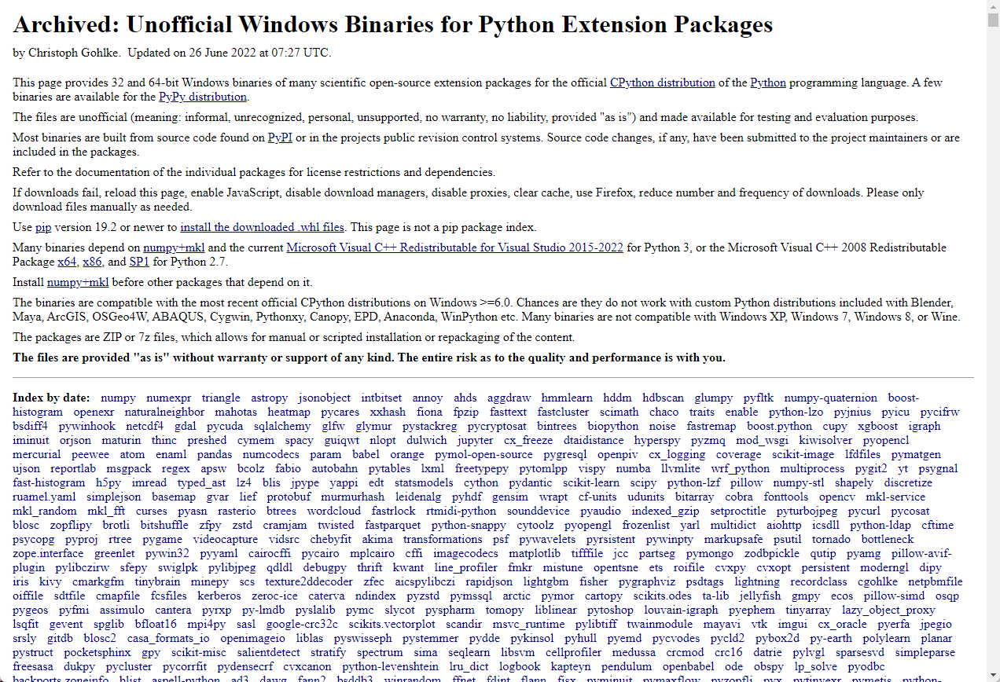 Archived: Unofficial Windows Binaries for Python Extension Packages
by Christoph Gohlke. Updated on 26 June 2022 at 07:27 UTC.
This page provides 32 and 64-bit Windows binaries of many scientific open-source extension packages for the official CPython distribution of the Python programming language. A few
binaries are available for the PyPy distribution.
The files are unofficial (meaning: informal, unrecognized, personal, unsupported, no warranty, no liability, provided "as is") and made available for testing and evaluation purposes.
Most binaries are built from source code found on PyPI or in the projects public revision control systems. Source code changes, if any, have been submitted to the project maintainers or are
included in the packages.
Refer to the documentation of the individual packages for license restrictions and dependencies.
If downloads fail, reload this page, enable JavaScript, disable download managers, disable proxies, clear cache, use Firefox, reduce number and frequency of downloads. Please only
download files manually as needed.
Use pip version 19.2 or newer to install the downloaded .whl files. This page is not a pip package index.
Many binaries depend on numpy+mkl and the current Microsoft Visual C++ Redistributable for Visual Studio 2015-2022 for Python 3, or the Microsoft Visual C++ 2008 Redistributable
Package x64, x86, and SP1 for Python 2.7.
Install numpy+mkl before other packages that depend on it.
The binaries are compatible with the most recent official CPython distributions on Windows >=6.0. Chances are they do not work with custom Python distributions included with Blender,
Maya, ArcGIS, OSGeo4W, ABAQUS, Cygwin, Pythonxy, Canopy, EPD, Anaconda, WinPython etc. Many binaries are not compatible with Windows XP, Windows 7, Windows 8, or Wine.
The packages are ZIP or 7z files, which allows for manual or scripted installation or repackaging of the content.
The files are provided "as is" without warranty or support of any kind. The entire risk as to the quality and performance is with you.
Index by date: numpy numexpr triangle astropy jsonobject intbitset annoy ahds aggdraw hmmlearn hddm hdbscan glumpy pyfltk numpy-quaternion boost-
histogram openexr naturalneighbor mahotas heatmap pycares xxhash fiona fpzip fasttext fastcluster scimath chaco traits enable python-lzo pyjnius pyicu pycifrw
bsdiff4 pywinhook netcdf4 gdal pycuda sqlalchemy glfw glymur pystackreg pycryptosat bintrees biopython noise fastremap boost.python cupy xgboost igraph
iminuit orjson maturin thinc preshed cymem spacy guiqwt nlopt dulwich jupyter cx_freeze dtaidistance hyperspy pyzmq mod_wsgi kiwisolver pyopencl
mercurial peewee atom enaml pandas numcodecs param babel orange pymol-open-source pygresql openpiv cx_logging coverage scikit-image lfdfiles pymatgen
ujson reportlab msgpack regex apsw bcolz fabio autobahn pytables lxml freetypepy pytomlpp vispy numba llvmlite wrf_python multiprocess pygit2 yt psygnal
fast-histogram h5py imread typed_ast lz4 blis jpype yappi edt statsmodels cython pydantic scikit-learn scipy python-lzf pillow numpy-stl shapely discretize
ruamel.yaml simplejson basemap gvar lief protobuf murmurhash leidenalg pyhdf gensim wrapt cf-units udunits bitarray cobra fonttools opencv mkl-service
mkl_random mkl_fft curses pyasn rasterio btrees wordcloud fastrlock rtmidi-python sounddevice pyaudio indexed_gzip setproctitle pyturbojpeg pycurl pycosat
blosc zopflipy brotli bitshuffle zfpy zstd cramjam twisted fastparquet python-snappy cytoolz pyopengl frozenlist yarl multidict aiohttp icsdll python-ldap cftime
psycopg pyproj rtree pygame videocapture vidsrc chebyfit akima transformations psf pywavelets pyrsistent pywinpty markupsafe psutil tornado bottleneck
zope.interface greenlet pywin32 pyyaml cairocffi pycairo mplcairo cffi imagecodecs matplotlib tifffile jcc partseg pymongo zodbpickle qutip pyamg pillow-avif-
plugin pylibczirw sfepy swiglpk pylibjpeg qdldl debugpy thrift kwant line_profiler fmkr mistune opentsne ets roifile cvxpy cvxopt persistent moderngl dipy
iris kivy cmarkgfm tinybrain minepy scs texture2ddecoder zfec aicspylibczi rapidjson lightgbm fisher pygraphviz psdtags lightning recordclass cgohlke netpbmfile
oiffile sdtfile cmapfile fcsfiles kerberos zeroc-ice caterva ndindex pyzstd pymssql arctic pymor cartopy scikits.odes ta-lib jellyfish gmpy ecos pillow-simd osqp
pygeos pyfmi assimulo cantera pyrxp py-lmdb pyslalib pymc slycot pyspharm tomopy liblinear pytoshop louvain-igraph pyephem tinyarray lazy_object_proxy
lsqfit gevent spglib bfloat16 mpi4py sasl google-crc32c scikits.vectorplot scandir msvc_runtime pylibtiff twainmodule mayavi vtk imgui cx_oracle pyerfa jpegio
srsly gitdb blosc2 casa_formats_io openimageio liblas pyswisseph pystemmer pydde pykinsol pyhull pyemd pycvodes pycld2 pybox2d py-earth polylearn planar
pystruct pocketsphinx gpy scikit-misc salientdetect stratify spectrum sima seqlearn libsvm cellprofiler medussa crcmod crc16 datrie pylvgl sparsesvd simpleparse
freesasa dukpy pycluster pycorrfit pydensecrf cvxcanon python-levenshtein lru_dict logbook kapteyn pendulum openbabel ode obspy lp_solve pyodbc
backports.zoneinfo blist aspell-python ad3 dawg fann2 bsddb3 winrandom ffnet fdint flann fisx pyminuit pymaxflow pyzopfli pyx pytinyexr pymetis python-